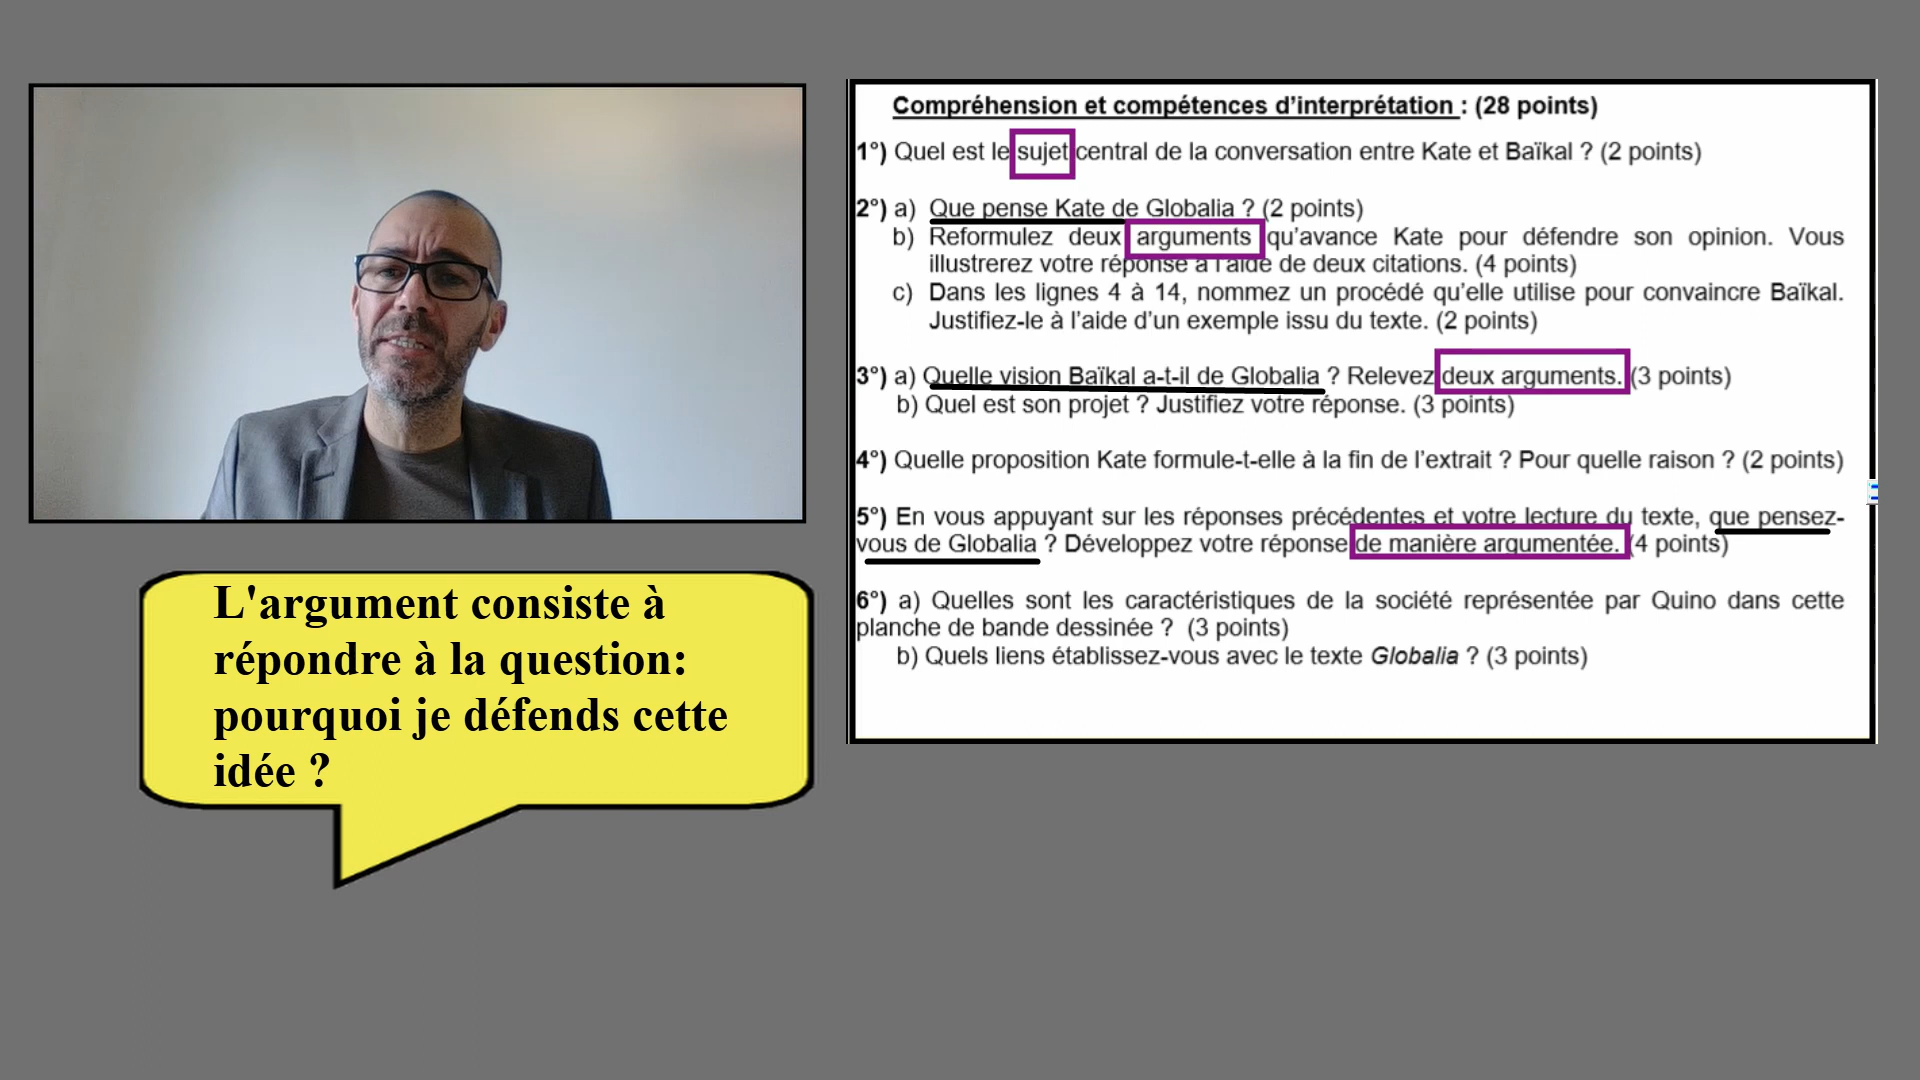 Compréhension et compétences d’interprétation : (28 points)
1°) Quel est le sujet central de la conversation entre Kate et Baïkal ? (2 points)
2°) a) Que pense Kate de Globalia ? (2 points)
b) Reformulez deux arguments qu’avance Kate pour défendre son opinion. Vous
illustrerez votre réponse à l’aide de deux citations. (4 points)
c) Dans les lignes 4 à 14, nommez un procédé qu’elle utilise pour convaincre Baïkal.
Justifiez-le à l’aide d’un exemple issu du texte. (2 points)
3°) a) Quelle vision Baïkal a-t-il de Globalia ? Relevez deux arguments. (3 points)
b) Quel est son projet ? Justifiez votre réponse. (3 points)
4°) Quelle proposition Kate formule-t-elle à la fin de l’extrait ? Pour quelle raison ? (2 points)
5°) En vous appuyant sur les réponses précédentes et votre lecture du texte, que pensez-
vous de Globalia ? Développez votre réponse de manière argumentée. (4 points)
6°) a) Quelles sont les caractéristiques de la société représentée par Quino dans cette
planche de bande dessinée ? (3 points)
b) Quels liens établissez-vous avec le texte Globalia ? (3 points)
L'argument consiste à
répondre à la question:
pourquoi je défends cette
idée ?